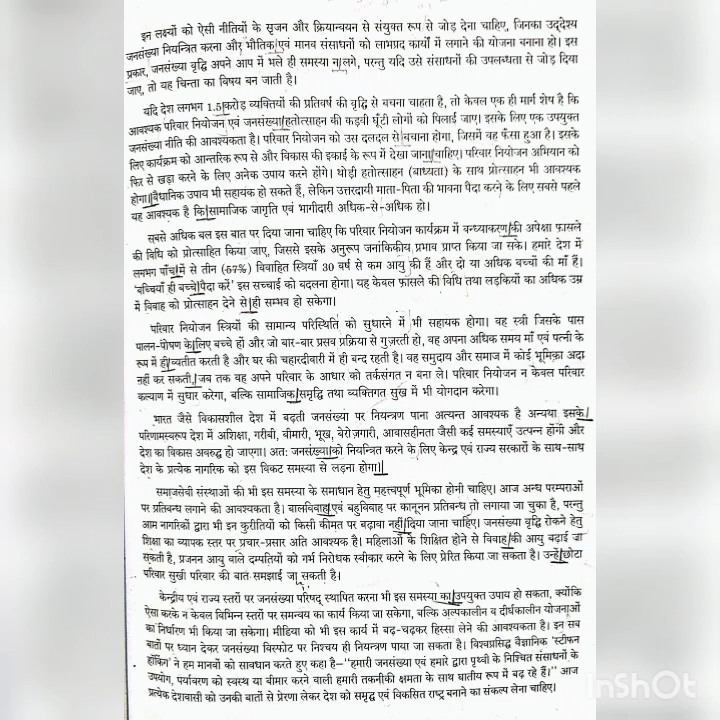 इन लक्ष्यों को ऐसी नीतियों के सृजन और क्रियान्वयन से संयुक्त रूप से जोड़ देना चाहिए, जिनका उद्देश्य
जनसंख्या नियन्त्रित करना और भौतिक एवं मानव संसाधनों को लाभप्रद कार्यों में लगाने की योजना बनाना हो। इस
प्रकार, जनसंख्या वृद्धि अपने आप में भले ही समस्या न लगे, परन्तु यदि उसे संसाधनों की उपलब्धता से जोड़ दिया
जाए, तो यह चिन्ता का विषय बन जाती है।
यदि देश लगभग 1.5 करोड़ व्यक्तियों की प्रतिवर्ष की वृद्धि से बचना चाहता है, तो केवल एक ही मार्ग शेष है कि
आवश्यक परिवार नियोजन एवं जनसंख्या हतोत्साहन की कड़वी घूँटी लोगों को पिलाई जाए। इसके लिए एक उपयुक्त
जनसंख्या नीति की आवश्यकता है। परिवार नियोजन को उस दलदल से बचाना होगा, जिसमें वह फँसा हुआ है। इसके
लिए कार्यक्रम को आन्तरिक रूप से और विकास की इकाई के रूप में देखा जाना चाहिए। परिवार नियोजन अभियान को
फिर से खड़ा करने के लिए अनेक उपाय करने होंगे। थोड़ी हतोत्साहन (बाध्यता) के साथ प्रोत्साहन भी आवश्यक
होगा। वैधानिक उपाय भी सहायक हो सकते हैं, लेकिन उत्तरदायी माता-पिता की भावना पैदा करने के लिए सबसे पहले
यह आवश्यक है कि सामाजिक जागृति एवं भागीदारी अधिक-से-अधिक हो।
सबसे अधिक बल इस बात पर दिया जाना चाहिए कि परिवार नियोजन कार्यक्रम में बन्ध्याकरण की अपेक्षा फ़ासले
की विधि को प्रोत्साहित किया जाए, जिससे इसके अनुरूप जनांकिकीय प्रभाव प्राप्त किया जा सके। हमारे देश में
लगभग पाँच में से तीन (57%) विवाहित स्त्रियाँ 30 वर्ष से कम आयु की हैं और दो या अधिक बच्चों की माँ हैं।
'बच्चियाँ ही बच्चे पैदा करें' इस सच्चाई को बदलना होगा। यह केवल फ़ासले की विधि तथा लड़कियों का अधिक उम्र
में विवाह को प्रोत्साहन देने से ही सम्भव हो सकेगा।
परिवार नियोजन स्त्रियों की सामान्य परिस्थिति को सुधारने में भी सहायक होगा। वह स्त्री जिसके पास
पालन-पोषण के लिए बच्चे हों और जो बार-बार प्रसव प्रक्रिया से गुज़रती हो, वह अपना अधिक समय माँ एवं पत्नी के
रूप में ही व्यतीत करती है और घर की चहारदीवारी में ही बन्द रहती है। वह समुदाय और समाज में कोई भूमिका अदा
नहीं कर सकती, जब तक वह अपने परिवार के आधार को तर्कसंगत न बना ले। परिवार नियोजन न केवल परिवार
कल्याण में सुधार करेगा, बल्कि सामाजिक समृद्धि तथा व्यक्तिगत सुख में भी योगदान करेगा।
भारत जैसे विकासशील देश में बढ़ती जनसंख्या पर नियन्त्रण पाना अत्यन्त आवश्यक है अन्यथा इसके
परिणामस्वरूप देश में अशिक्षा, गरीबी, बीमारी, भूख, बेरोज़गारी, आवासहीनता जैसी कई समस्याएँ उत्पन्न होंगी और
देश का विकास अवरुद्ध हो जाएगा। अत: जनसंख्या को नियन्त्रित करने के लिए केन्द्र एवं राज्य सरकारों के साथ-साथ
देश के प्रत्येक नागरिक को इस विकट समस्या से लड़ना होगा।
समाजसेवी संस्थाओं की भी इस समस्या के समाधान हेतु महत्त्वपूर्ण भूमिका होनी चाहिए। आज अन्ध परम्पराओं
पर प्रतिबन्ध लगाने की आवश्यकता है। बालविवाह एवं बहुविवाह पर कानूनन प्रतिबन्ध तो लगाया जा चुका है, परन्तु
आम नागरिकों द्वारा भी इन कुरीतियों को किसी कीमत पर बढ़ावा नहीं दिया जाना चाहिए। जनसंख्या वृद्धि रोकने हेतु
शिक्षा का व्यापक स्तर पर प्रचार-प्रसार अति आवश्यक है। महिलाओं के शिक्षित होने से विवाह की आयु बढ़ाई जा
सकती है, प्रजनन आयु वाले दम्पतियों को गर्भ निरोधक स्वीकार करने के लिए प्रेरित किया जा सकता है। उन्हें छोटा
परिवार सुखी परिवार की बात समझाई जा सकती है।
केन्द्रीय एवं राज्य स्तरों पर जनसंख्या परिषद् स्थापित करना भी इस समस्या का उपयुक्त उपाय हो सकता, क्योंकि
ऐसा करके न केवल विभिन्न स्तरों पर समन्वय का कार्य किया जा सकेगा, बल्कि अल्पकालीन व दीर्घकालीन योजनाओं
का निर्धारण भी किया जा सकेगा। मीडिया को भी इस कार्य में बढ़-चढ़कर हिस्सा लेने की आवश्यकता है। इन सब
बातों पर ध्यान देकर जनसंख्या विस्फोट पर निश्चय ही नियन्त्रण पाया जा सकता है। विश्वप्रसिद्ध वैज्ञानिक 'स्टीफन
हॉकिंग' ने हम मानवों को सावधान करते हुए कहा है—"हमारी जनसंख्या एवं हमारे द्वारा पृथ्वी के निश्चित संसाधनों के
उपयोग, पर्यावरण को स्वस्थ या बीमार करने वाली हमारी तकनीकी क्षमता के साथ घातीय रूप में बढ़ रहे हैं।" आज
प्रत्येक देशवासी को उनकी बातों से प्रेरणा लेकर देश को समृद्ध एवं विकसित राष्ट्र बनाने का संकल्प लेना चाहिए।
InShOt